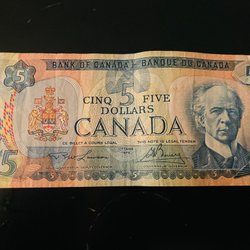 BANK OF CANADA - BANQUE DU CANADA
5
CINQ 5 FIVE
DOLLARS
CANADA
CE BILLET A COURS LÉGAL THIS NOTE IS LEGAL TENDER
5